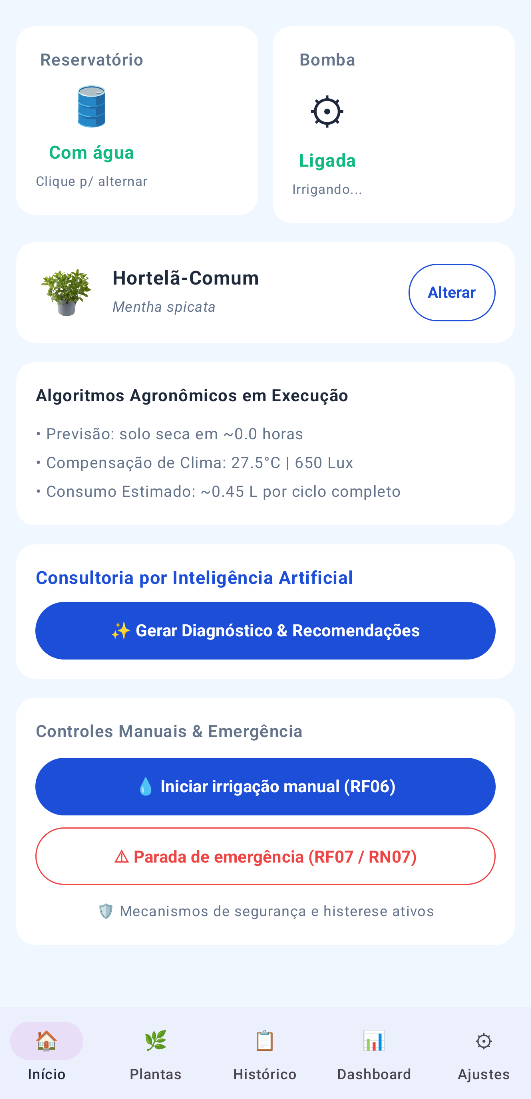 Reservatório
Com água
Clique p/ alternar
Bomba
Ligada
Irrigando...
Hortelã-Comum
Mentha spicata
Alterar
Algoritmos Agronômicos em Execução
• Previsão: solo seca em ~0.0 horas
• Compensação de Clima: 27.5°C | 650 Lux
• Consumo Estimado: ~0.45 L por ciclo completo
Consultoria por Inteligência Artificial
✨ Gerar Diagnóstico & Recomendações
Controles Manuais & Emergência
💧 Iniciar irrigação manual (RF06)
⚠ Parada de emergência (RF07 / RN07)
🛡️ Mecanismos de segurança e histerese ativos
Início
Plantas
Histórico
Dashboard
Ajustes